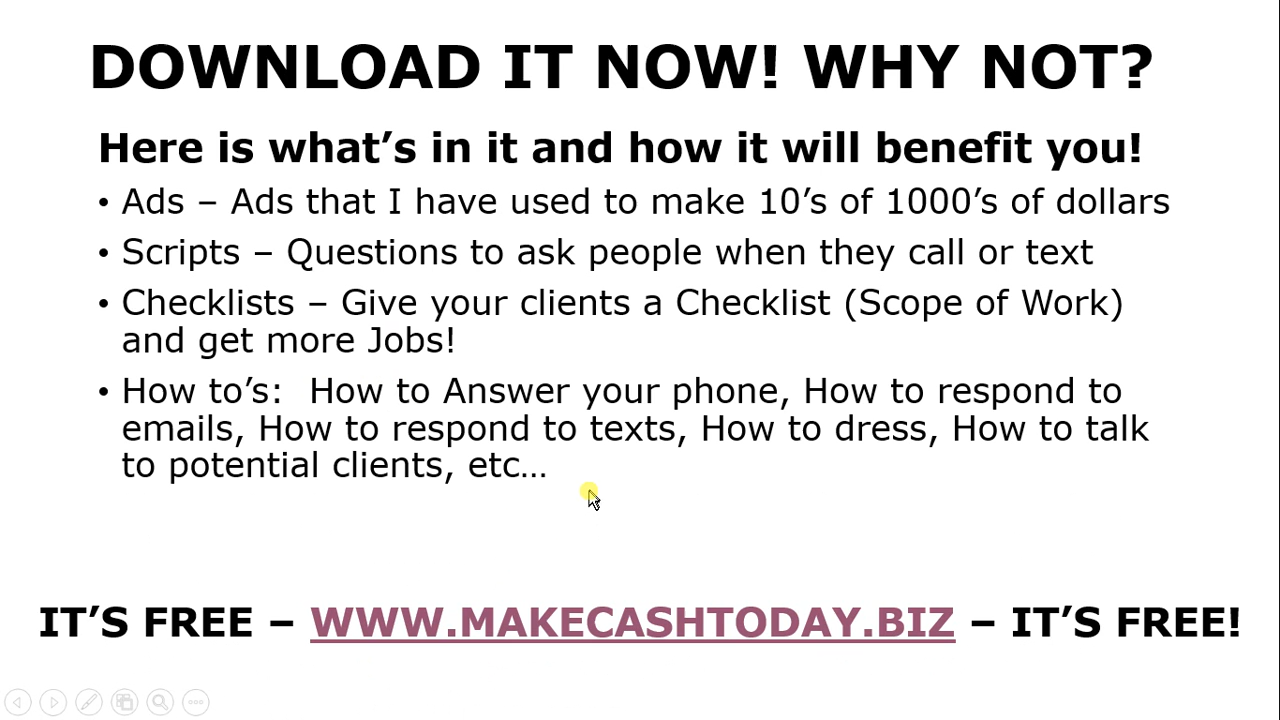 DOWNLOAD IT NOW! WHY NOT?
Here is what’s in it and how it will benefit you!
• Ads – Ads that I have used to make 10’s of 1000’s of dollars
• Scripts – Questions to ask people when they call or text
• Checklists – Give your clients a Checklist (Scope of Work)
and get more Jobs!
• How to’s:  How to Answer your phone, How to respond to
emails, How to respond to texts, How to dress, How to talk
to potential clients, etc…
IT’S FREE – WWW.MAKECASHTODAY.BIZ – IT’S FREE!